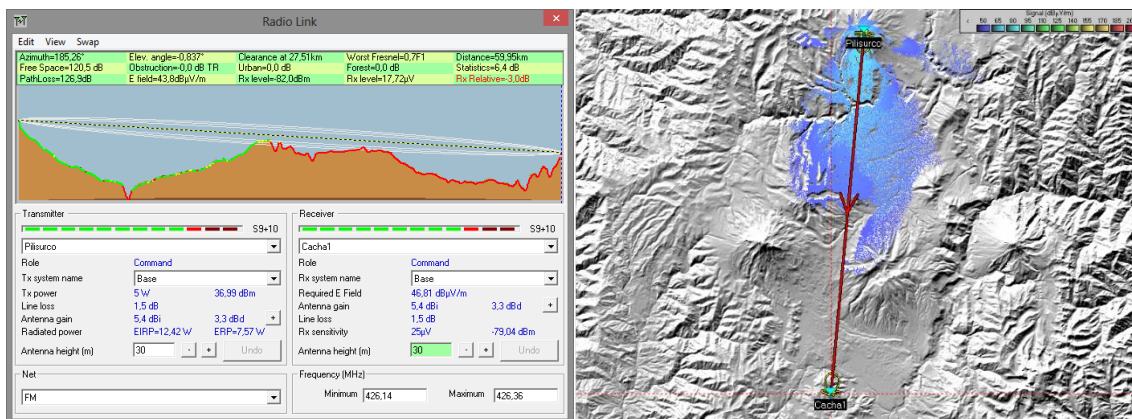 Radio Link
Edit View Swap
Azimuth=185,26° Elev. angle=-0,837° Clearance at 27,51km Worst Fresnel=0,7F1 Distance=59,95km
Free Space=120,5 dB Obstruction=-0,0 dB TR Urban=0,0 dB Forest=0,0 dB Statistics=6,4 dB
PathLoss=126,9dB E field=43,8dBµV/m Rx level=-82,0dBm Rx level=17,72µV Rx Relative=-3,0dB
Transmitter
S9+10
Pilisurco
Role Command
Tx system name Base
Tx power 5 W 36,99 dBm
Line loss 1,5 dB
Antenna gain 5,4 dBi 3,3 dBd +
Radiated power EIRP=12,42 W ERP=7,57 W
Antenna height (m) 30 - + Undo
Net
FM
Receiver
S9+10
Cacha1
Role Command
Rx system name Base
Required E Field 46,81 dBµV/m
Antenna gain 5,4 dBi 3,3 dBd +
Line loss 1,5 dB
Rx sensitivity 25µV -79,04 dBm
Antenna height (m) 30 - + Undo
Frequency (MHz)
Minimum 426,14 Maximum 426,36
Signal (dBµV/m)
Pilisurco
Cacha1